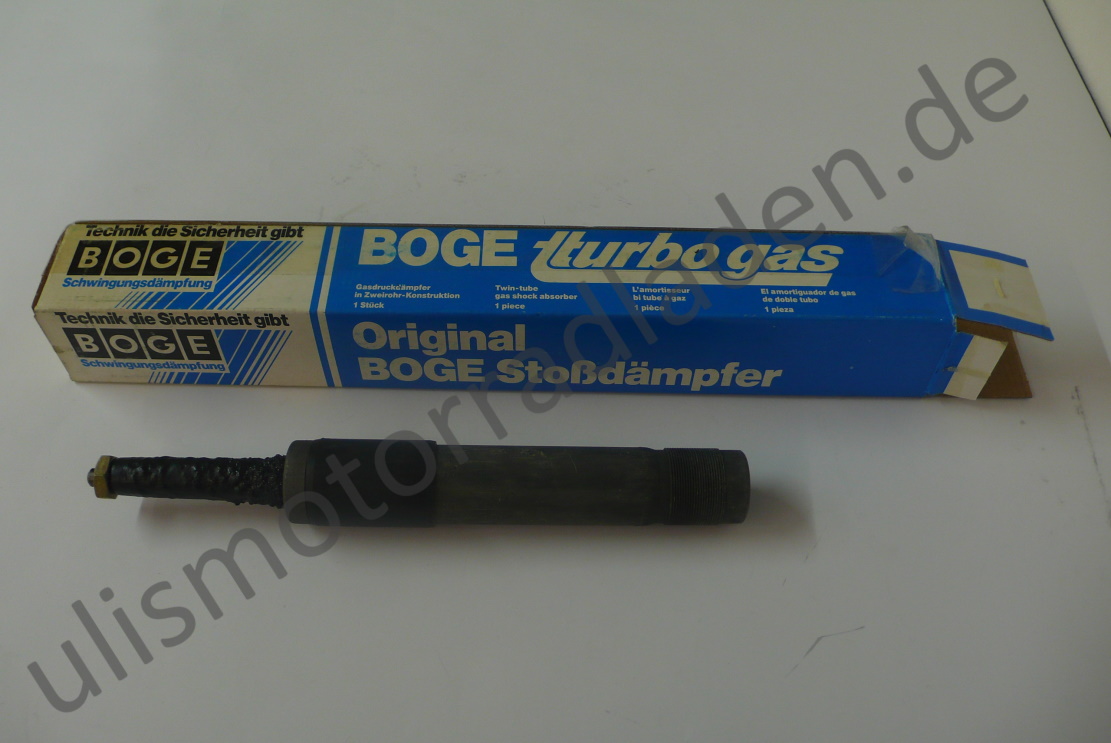 Technik die Sicherheit gibt
BOGE
Schwingungsdämpfung
BOGE turbo gas
Gasdruckdämpfer
in Zweirohr-Konstruktion
1 Stück
Twin-tube
gas shock absorber
1 piece
L'amortisseur
bi tube à gaz
1 pièce
El amortiguador de gas
de doble tubo
1 pieza
Technik die Sicherheit gibt
BOGE
Schwingungsdämpfung
Original
BOGE Stoßdämpfer
ulismotorradladen.de